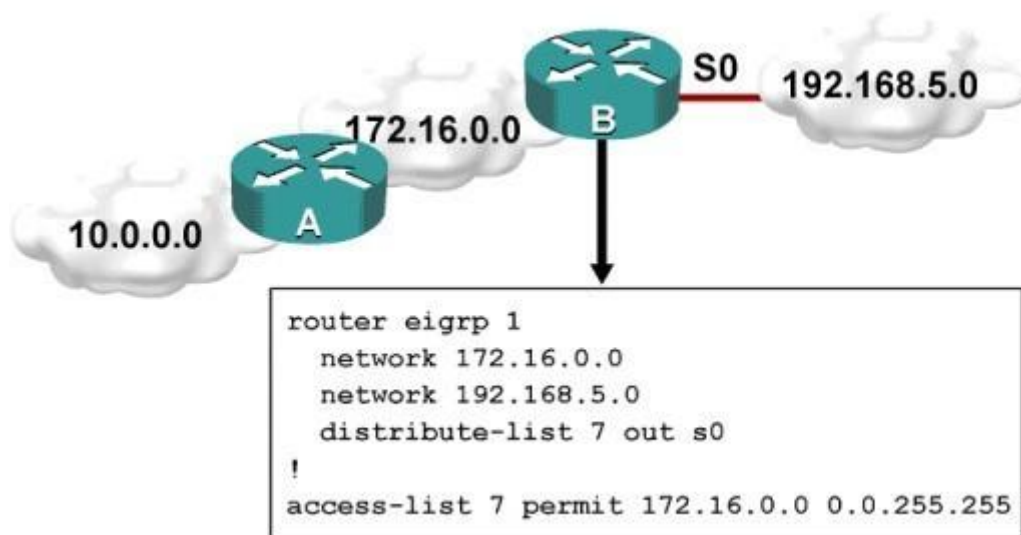 B
S0
192.168.5.0
172.16.0.0
A
10.0.0.0
router eigrp 1
network 172.16.0.0
network 192.168.5.0
distribute-list 7 out s0
!
access-list 7 permit 172.16.0.0 0.0.255.255